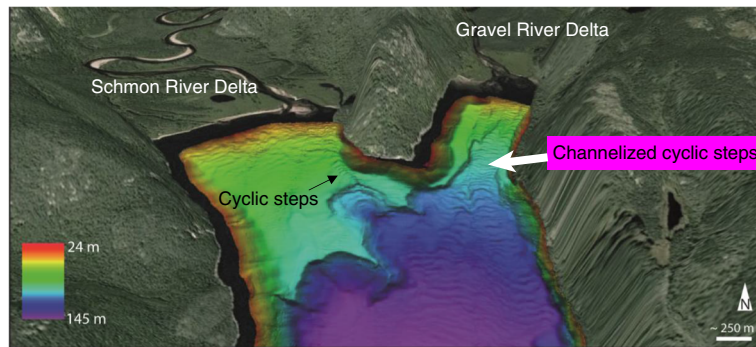 Gravel River Delta
Schmon River Delta
Channelized cyclic steps
Cyclic steps
24 m
145 m
N
~ 250 m